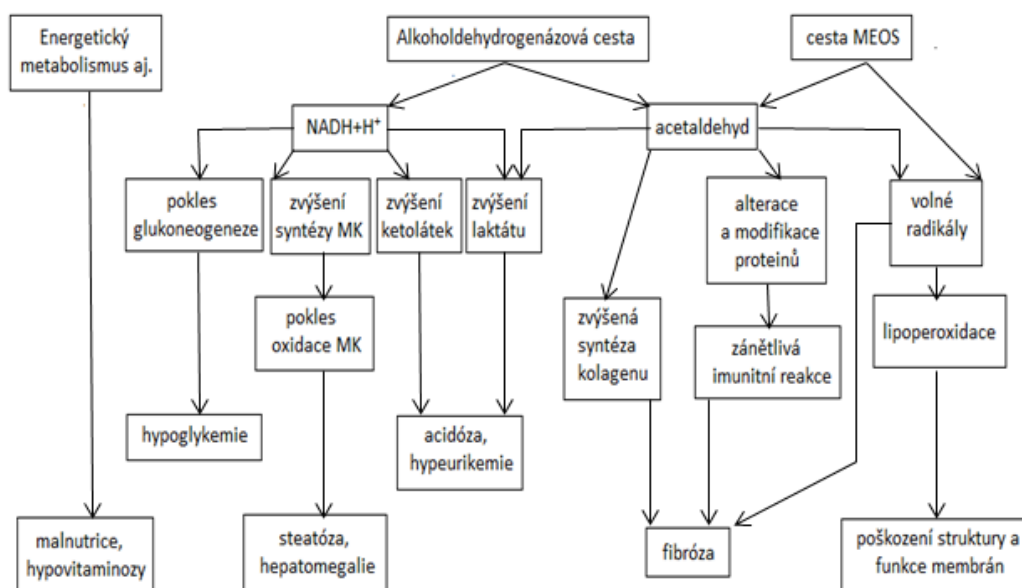 Energetický
metabolismus aj.
Alkoholdehydrogenázová cesta
cesta MEOS
NADH+H⁺
acetaldehyd
pokles
glukoneogeneze
zvýšení
syntézy MK
zvýšení
ketolátek
zvýšení
laktátu
alterace
a modifikace
proteinů
volné
radikály
pokles
oxidace MK
zvýšená
syntéza
kolagenu
zánětlivá
imunitní reakce
lipoperoxidace
hypoglykemie
acidóza,
hypeurikemie
malnutrice,
hypovitaminozy
steatóza,
hepatomegalie
fibróza
poškození struktury a
funkce membrán